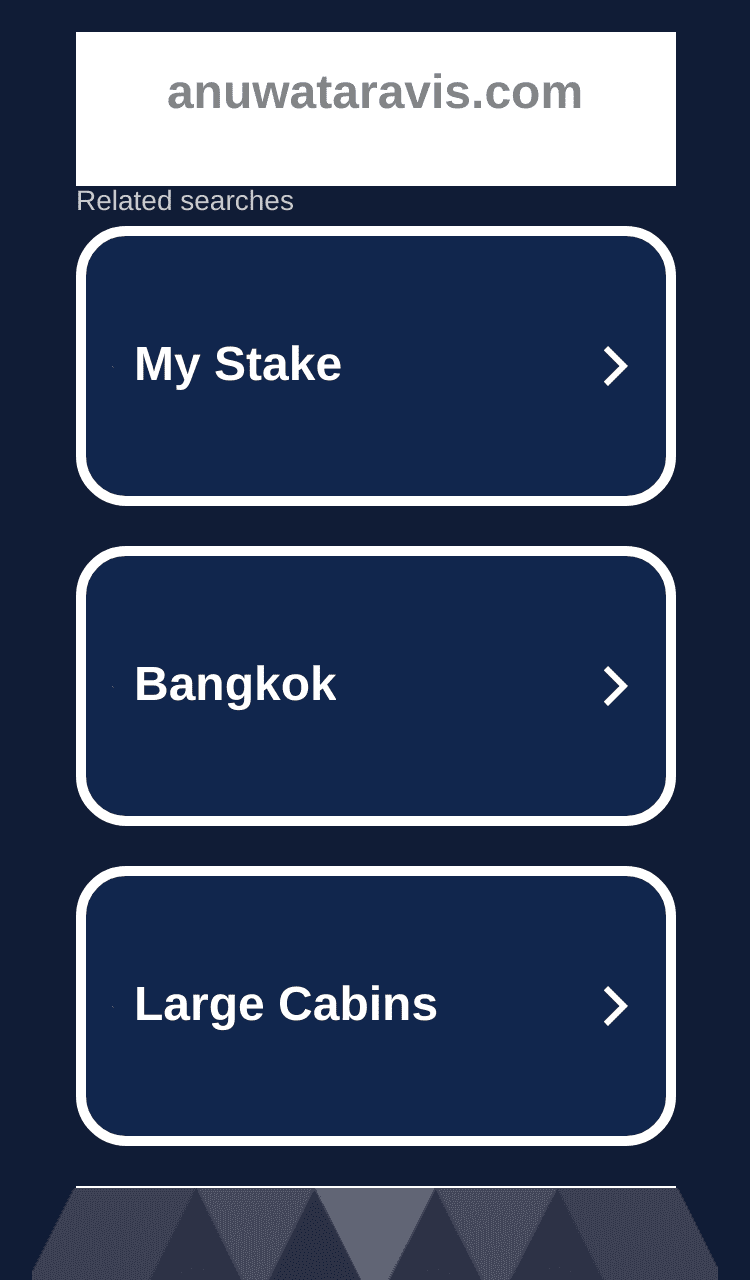 anuwataravis.com
Related searches
My Stake
Bangkok
Large Cabins